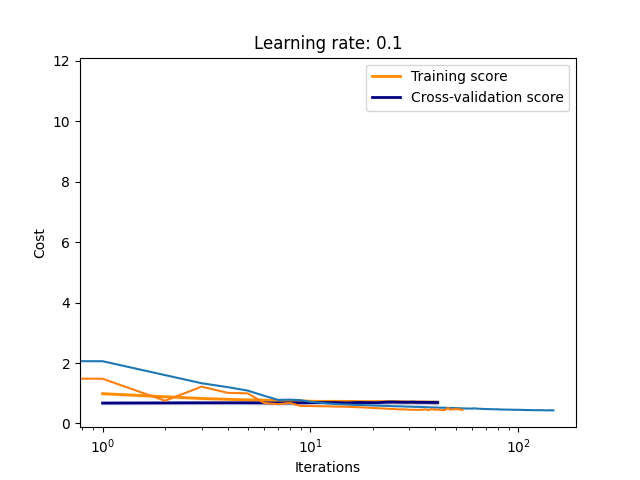 Learning rate: 0.1
12
10
8
6
4
2
0
Cost
Training score
Cross-validation score
10⁰
10¹
10²
Iterations